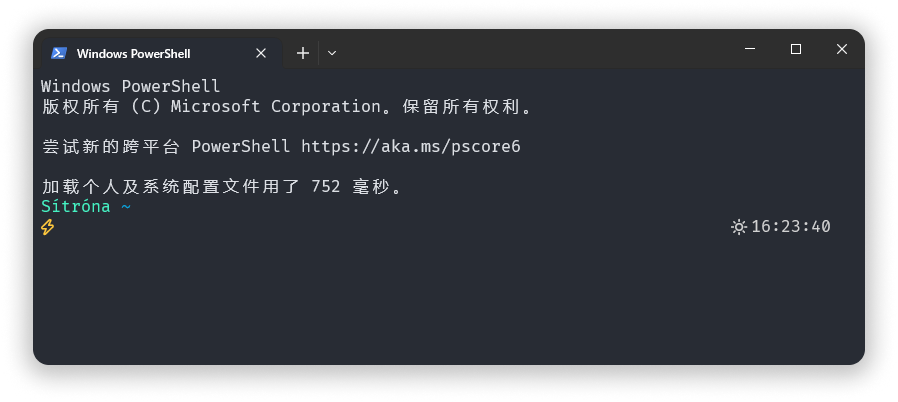 Windows PowerShell
Windows PowerShell
版权所有 (C) Microsoft Corporation。保留所有权利。
尝试新的跨平台 PowerShell https://aka.ms/pscore6
加载个人及系统配置文件用了 752 毫秒。
Sítróna ~
16:23:40